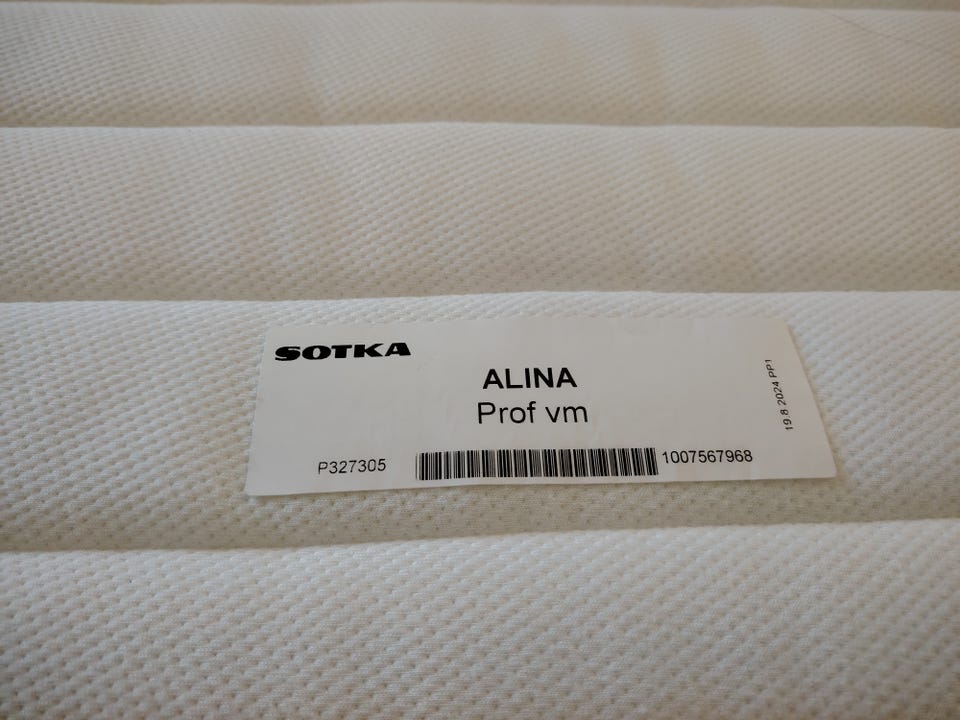 SOTKA
ALINA
Prof vm
P327305
1007567968
19.8.2024 PP1